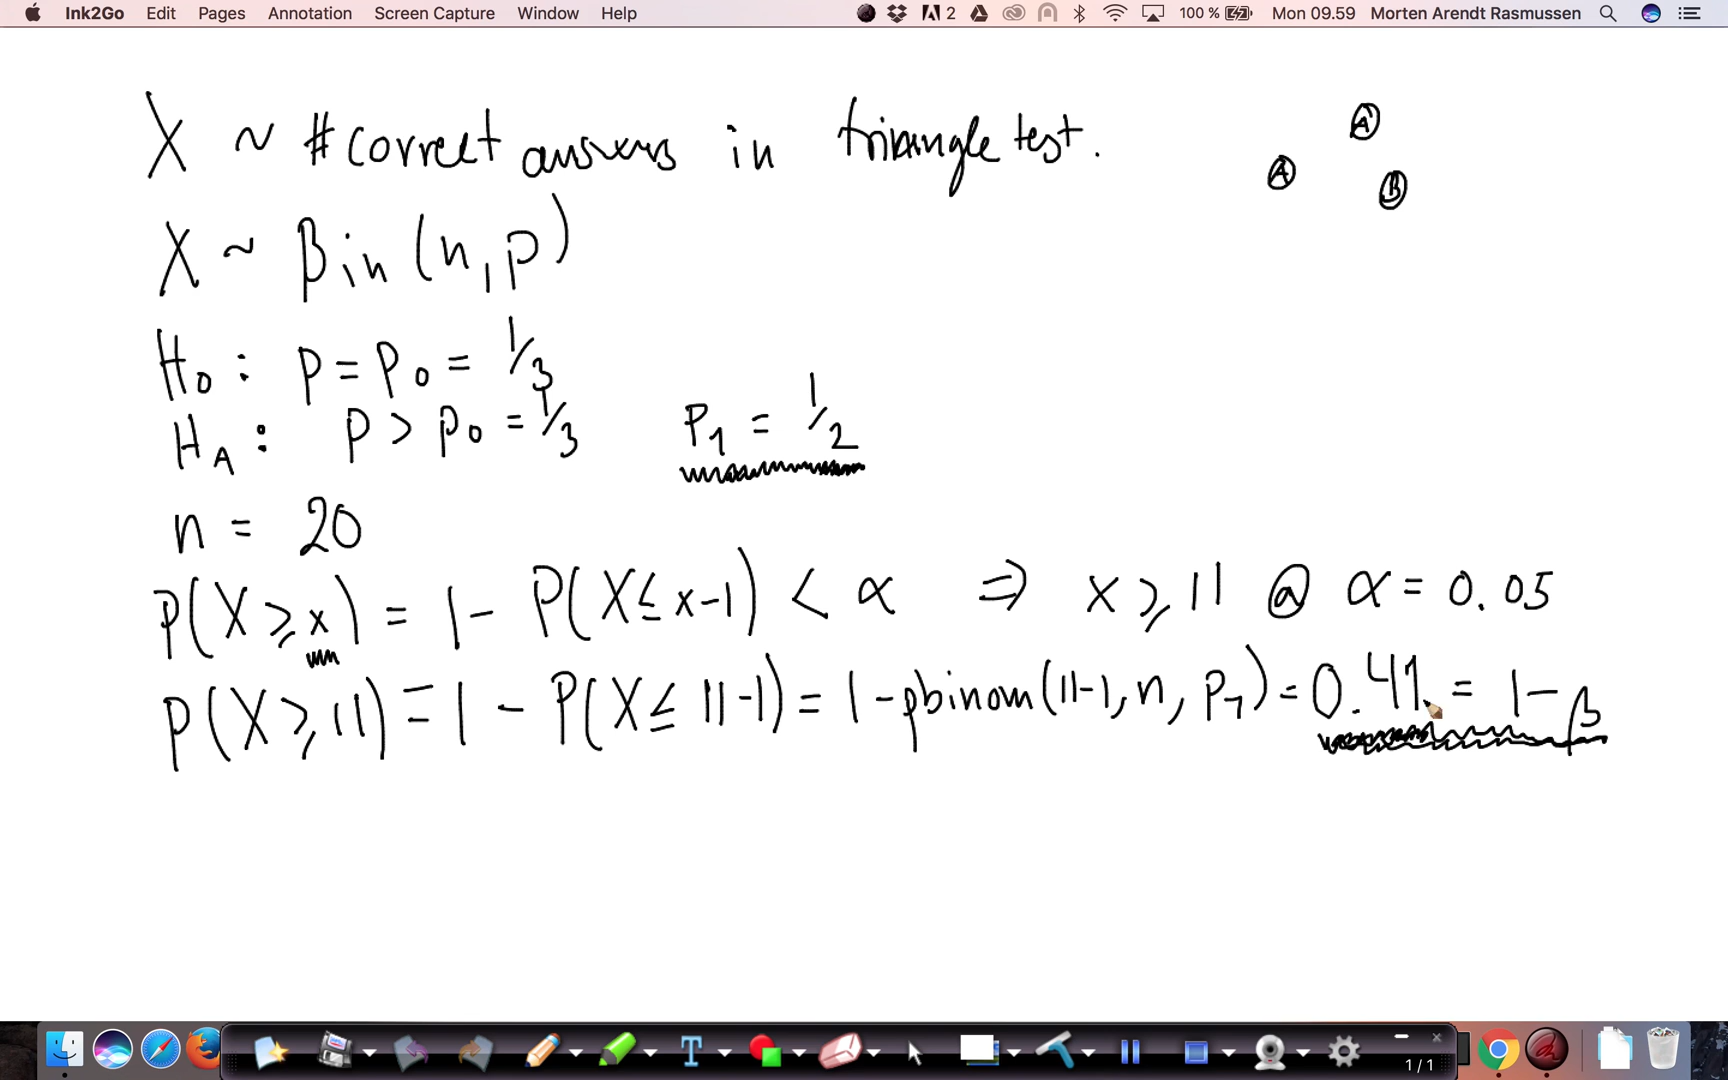 Ink2Go Edit Pages Annotation Screen Capture Window Help 2 100 % Mon 09.59 Morten Arendt Rasmussen
X ~ #correct answers in triangle test.
A
A
B
X ~ Bin (n, p)
H0 : p = p0 = 1/3
HA : p > p0 = 1/3
P1 = 1/2
n = 20
P(X ≥ x) = 1 - P(X ≤ x-1) < α ⇒ x ≥ 11 @ α = 0.05
P(X ≥ 11) = 1 - P(X ≤ 11-1) = 1 - pbinom(11-1, n, p1) = 0.41 = 1 - β
T
1 / 1